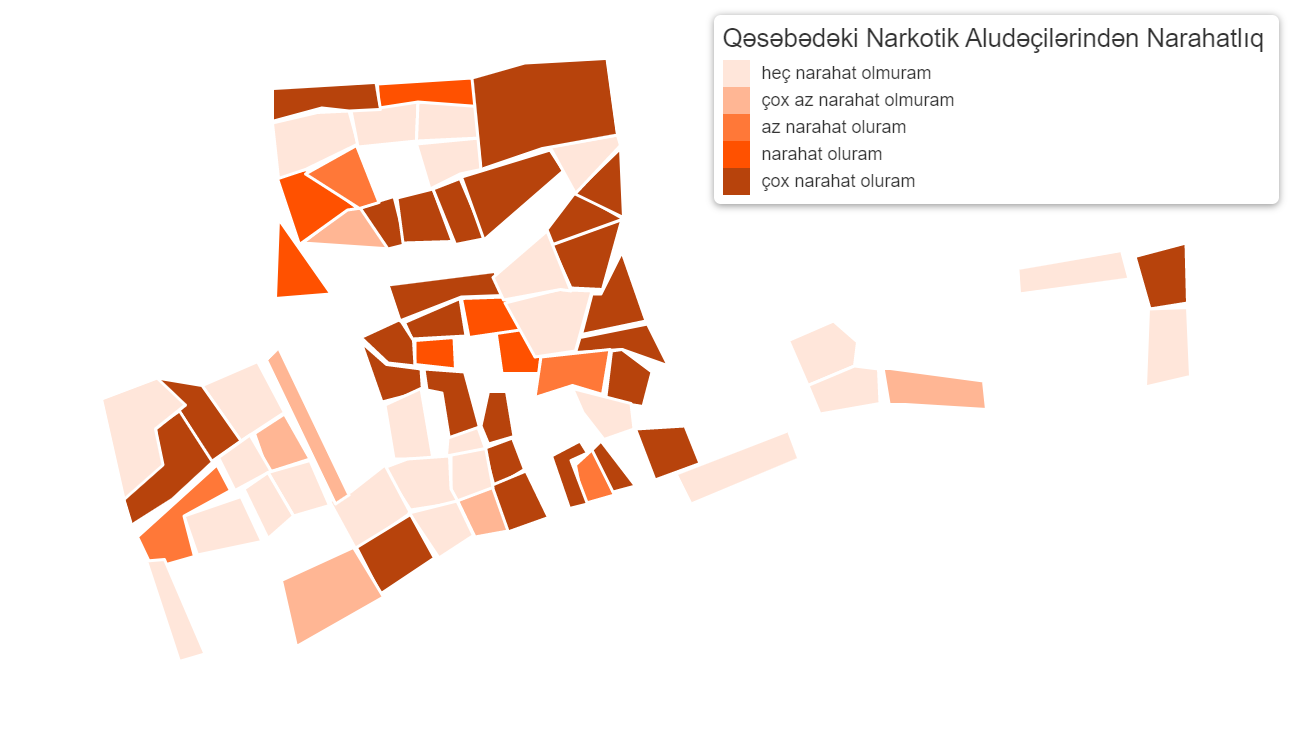 Qəsəbədəki Narkotik Aludəçilərindən Narahatlıq
heç narahat olmuram
çox az narahat olmuram
az narahat oluram
narahat oluram
çox narahat oluram